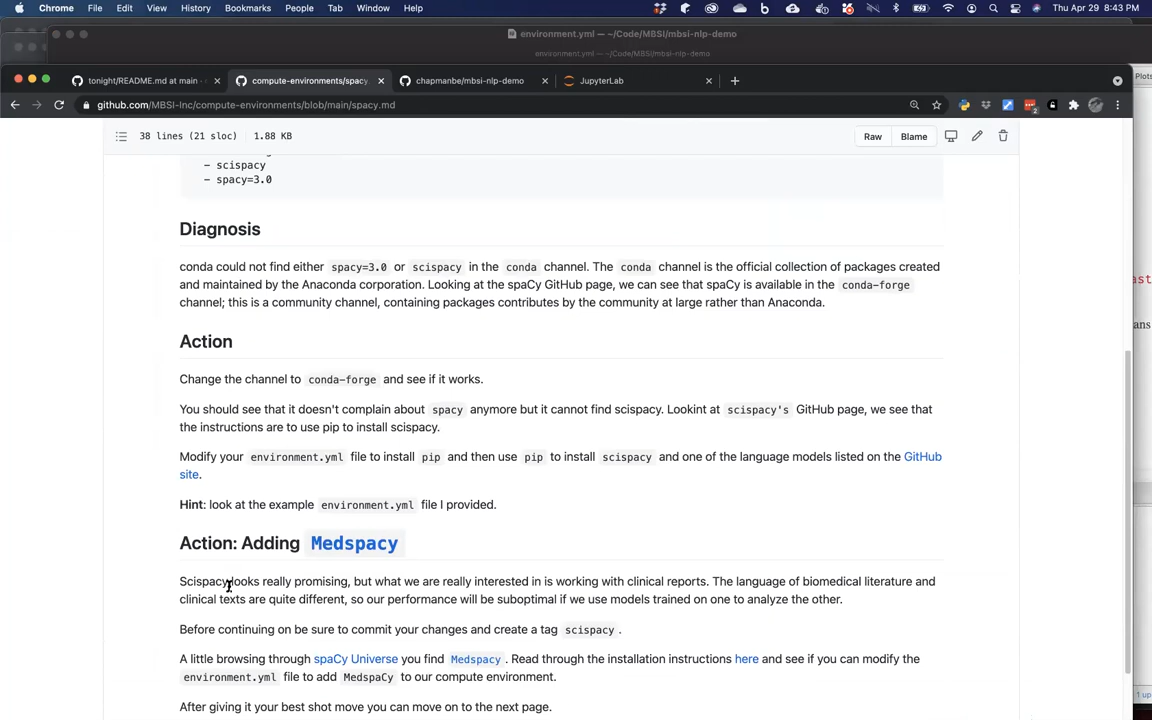 Chrome File Edit View History Bookmarks People Tab Window Help Thu Apr 29 8:43 PM
environment.yml — ~/Code/MBSI/mbsi-nlp-demo
environment.yml — ~/Code/MBSI/mbsi-nlp-demo
tonight/README.md at main · compute-environments/spacy. chapmanbe/mbsi-nlp-demo JupyterLab
github.com/MBSI-Inc/compute-environments/blob/main/spacy.md
Plots
38 lines (21 sloc) 1.88 KB Raw Blame
- scispacy
- spacy=3.0
Diagnosis
conda could not find either spacy=3.0 or scispacy in the conda channel. The conda channel is the official collection of packages created
and maintained by the Anaconda corporation. Looking at the spaCy GitHub page, we can see that spaCy is available in the conda-forge
channel; this is a community channel, containing packages contributes by the community at large rather than Anaconda.
ast
ans
Action
Change the channel to conda-forge and see if it works.
You should see that it doesn't complain about spacy anymore but it cannot find scispacy. Lookint at scispacy's GitHub page, we see that
the instructions are to use pip to install scispacy.
Modify your environment.yml file to install pip and then use pip to install scispacy and one of the language models listed on the GitHub
site.
Hint: look at the example environment.yml file I provided.
Action: Adding Medspacy
Scispacy looks really promising, but what we are really interested in is working with clinical reports. The language of biomedical literature and
clinical texts are quite different, so our performance will be suboptimal if we use models trained on one to analyze the other.
Before continuing on be sure to commit your changes and create a tag scispacy .
A little browsing through spaCy Universe you find Medspacy . Read through the installation instructions here and see if you can modify the
environment.yml file to add MedspaCy to our compute environment.
1 up
After giving it your best shot move you can move on to the next page.